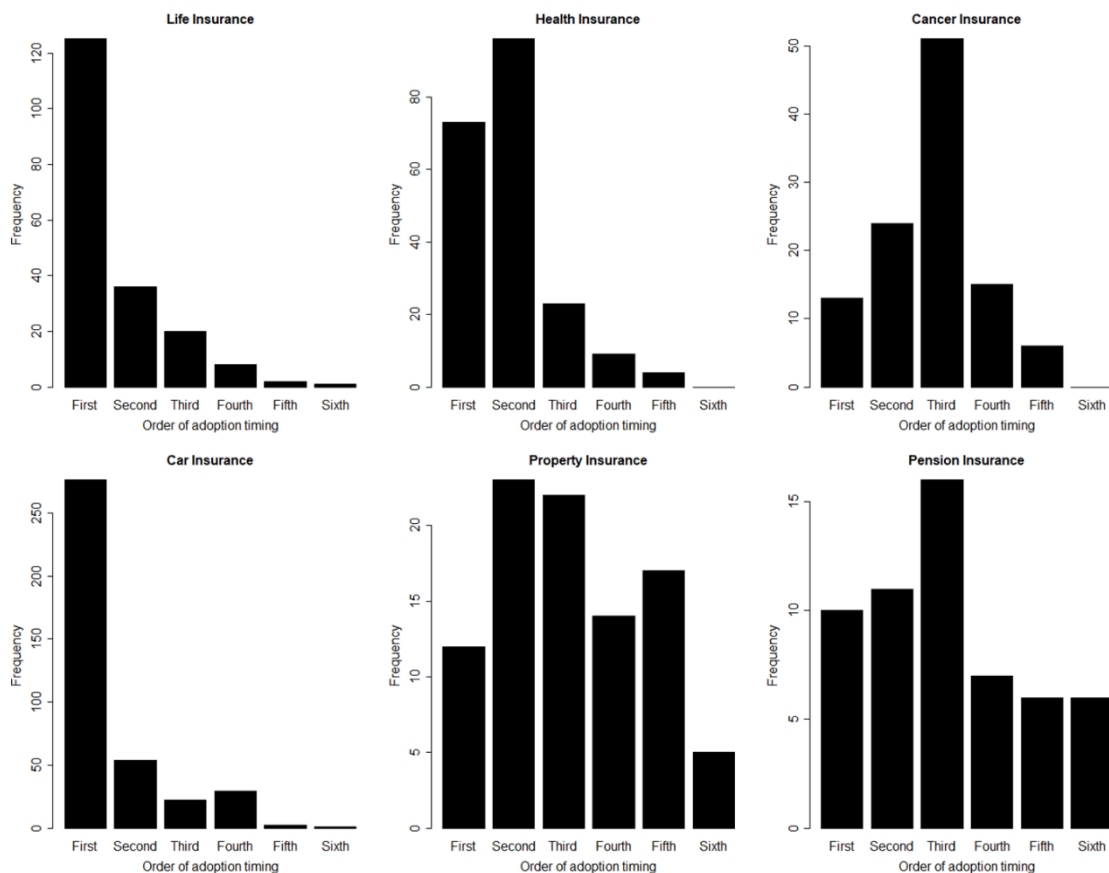 Life Insurance
Frequency
0
20
40
60
80
100
120
First Second Third Fourth Fifth Sixth
Order of adoption timing
Health Insurance
Frequency
0
20
40
60
80
First Second Third Fourth Fifth Sixth
Order of adoption timing
Cancer Insurance
Frequency
0
10
20
30
40
50
First Second Third Fourth Fifth Sixth
Order of adoption timing
Car Insurance
Frequency
0
50
100
150
200
250
First Second Third Fourth Fifth Sixth
Order of adoption timing
Property Insurance
Frequency
0
5
10
15
20
First Second Third Fourth Fifth Sixth
Order of adoption timing
Pension Insurance
Frequency
0
5
10
15
First Second Third Fourth Fifth Sixth
Order of adoption timing